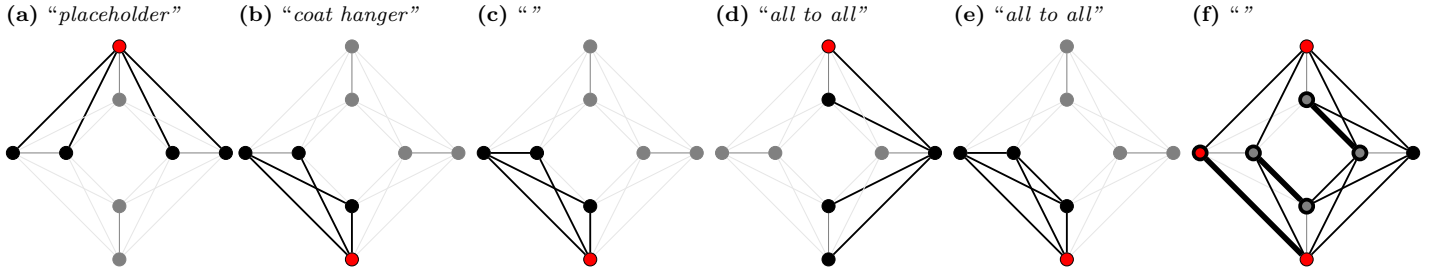 (a) “placeholder” (b) “coat hanger” (c) “” (d) “all to all” (e) “all to all” (f) “”